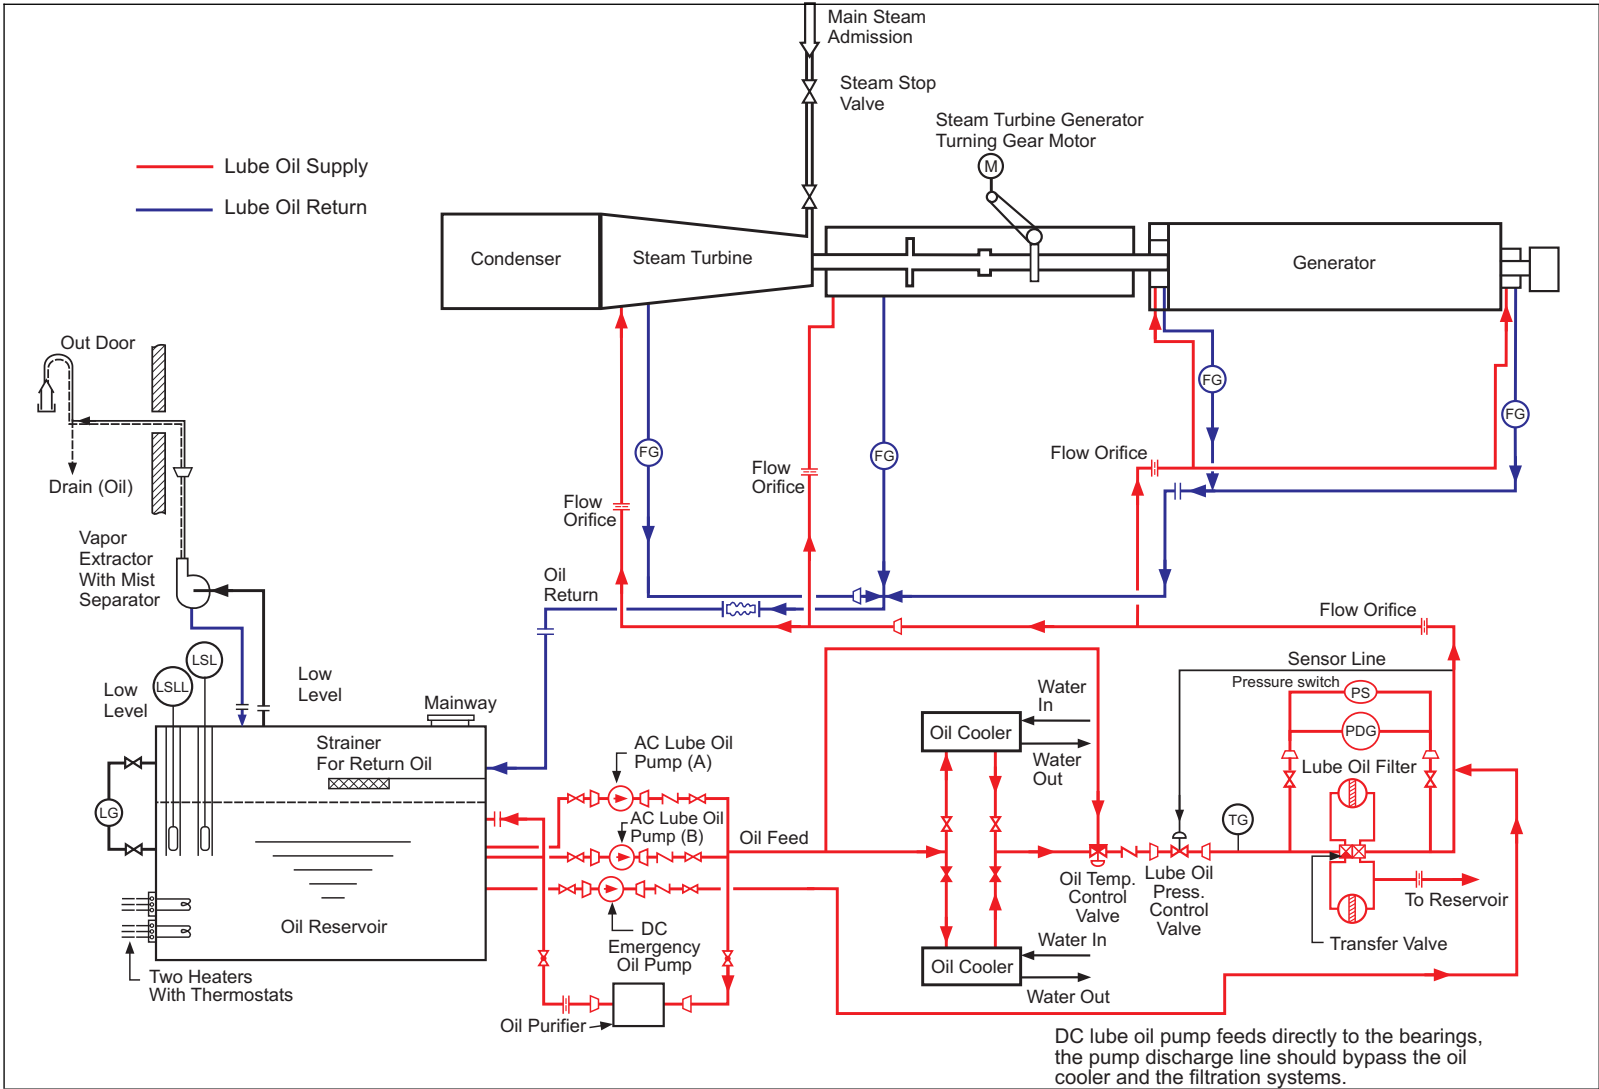 Main Steam
Admission
Steam Stop
Valve
Steam Turbine Generator
Turning Gear Motor
M
Lube Oil Supply
Lube Oil Return
Condenser
Steam Turbine
Generator
Out Door
Drain (Oil)
FG
FG
FG
FG
Flow
Orifice
Flow
Orifice
Flow Orifice
Vapor
Extractor
With Mist
Separator
Oil
Return
Flow Orifice
LSL
LSLL
Low
Level
Low
Level
Mainway
Sensor Line
Pressure switch
PS
PDG
Lube Oil Filter
Water
In
Oil Cooler
Water
Out
Strainer
For Return Oil
AC Lube Oil
Pump (A)
AC Lube Oil
Pump (B)
Oil Feed
LG
TG
Oil Temp.
Control
Valve
Lube Oil
Press.
Control
Valve
To Reservoir
Transfer Valve
Oil Reservoir
DC
Emergency
Oil Pump
Water In
Oil Cooler
Water Out
Two Heaters
With Thermostats
Oil Purifier
DC lube oil pump feeds directly to the bearings,
the pump discharge line should bypass the oil
cooler and the filtration systems.